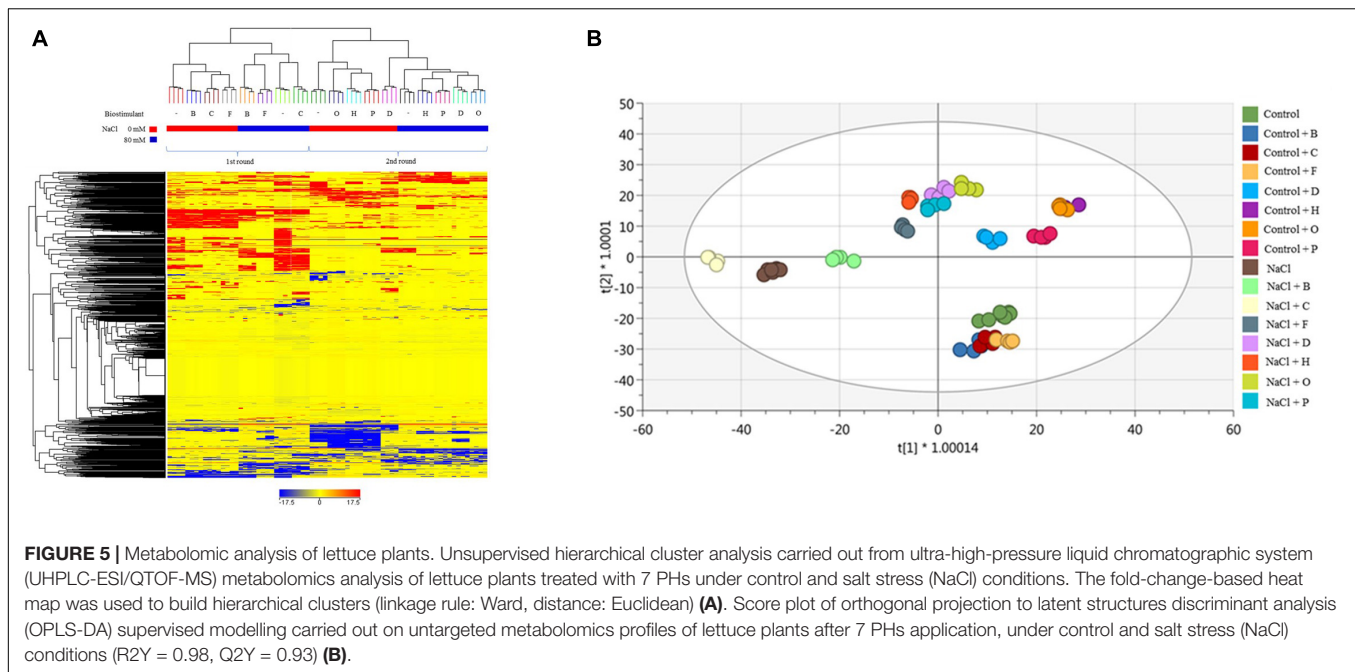 A
Biostimulant - B C F B F - C - O H P D - H P D O
NaCl 0 mM
80 mM
1st round 2nd round
-17.5 0 17.5
B
50
40
30
20
10
0
-10
-20
-30
-40
-50
t[2] * 1.0001
-60 -40 -20 0 20 40 60
t[1] * 1.00014
Control
Control + B
Control + C
Control + F
Control + D
Control + H
Control + O
Control + P
NaCl
NaCl + B
NaCl + C
NaCl + F
NaCl + D
NaCl + H
NaCl + O
NaCl + P
FIGURE 5 | Metabolomic analysis of lettuce plants. Unsupervised hierarchical cluster analysis carried out from ultra-high-pressure liquid chromatographic system
(UHPLC-ESI/QTOF-MS) metabolomics analysis of lettuce plants treated with 7 PHs under control and salt stress (NaCl) conditions. The fold-change-based heat
map was used to build hierarchical clusters (linkage rule: Ward, distance: Euclidean) (A). Score plot of orthogonal projection to latent structures discriminant analysis
(OPLS-DA) supervised modelling carried out on untargeted metabolomics profiles of lettuce plants after 7 PHs application, under control and salt stress (NaCl)
conditions (R2Y = 0.98, Q2Y = 0.93) (B).